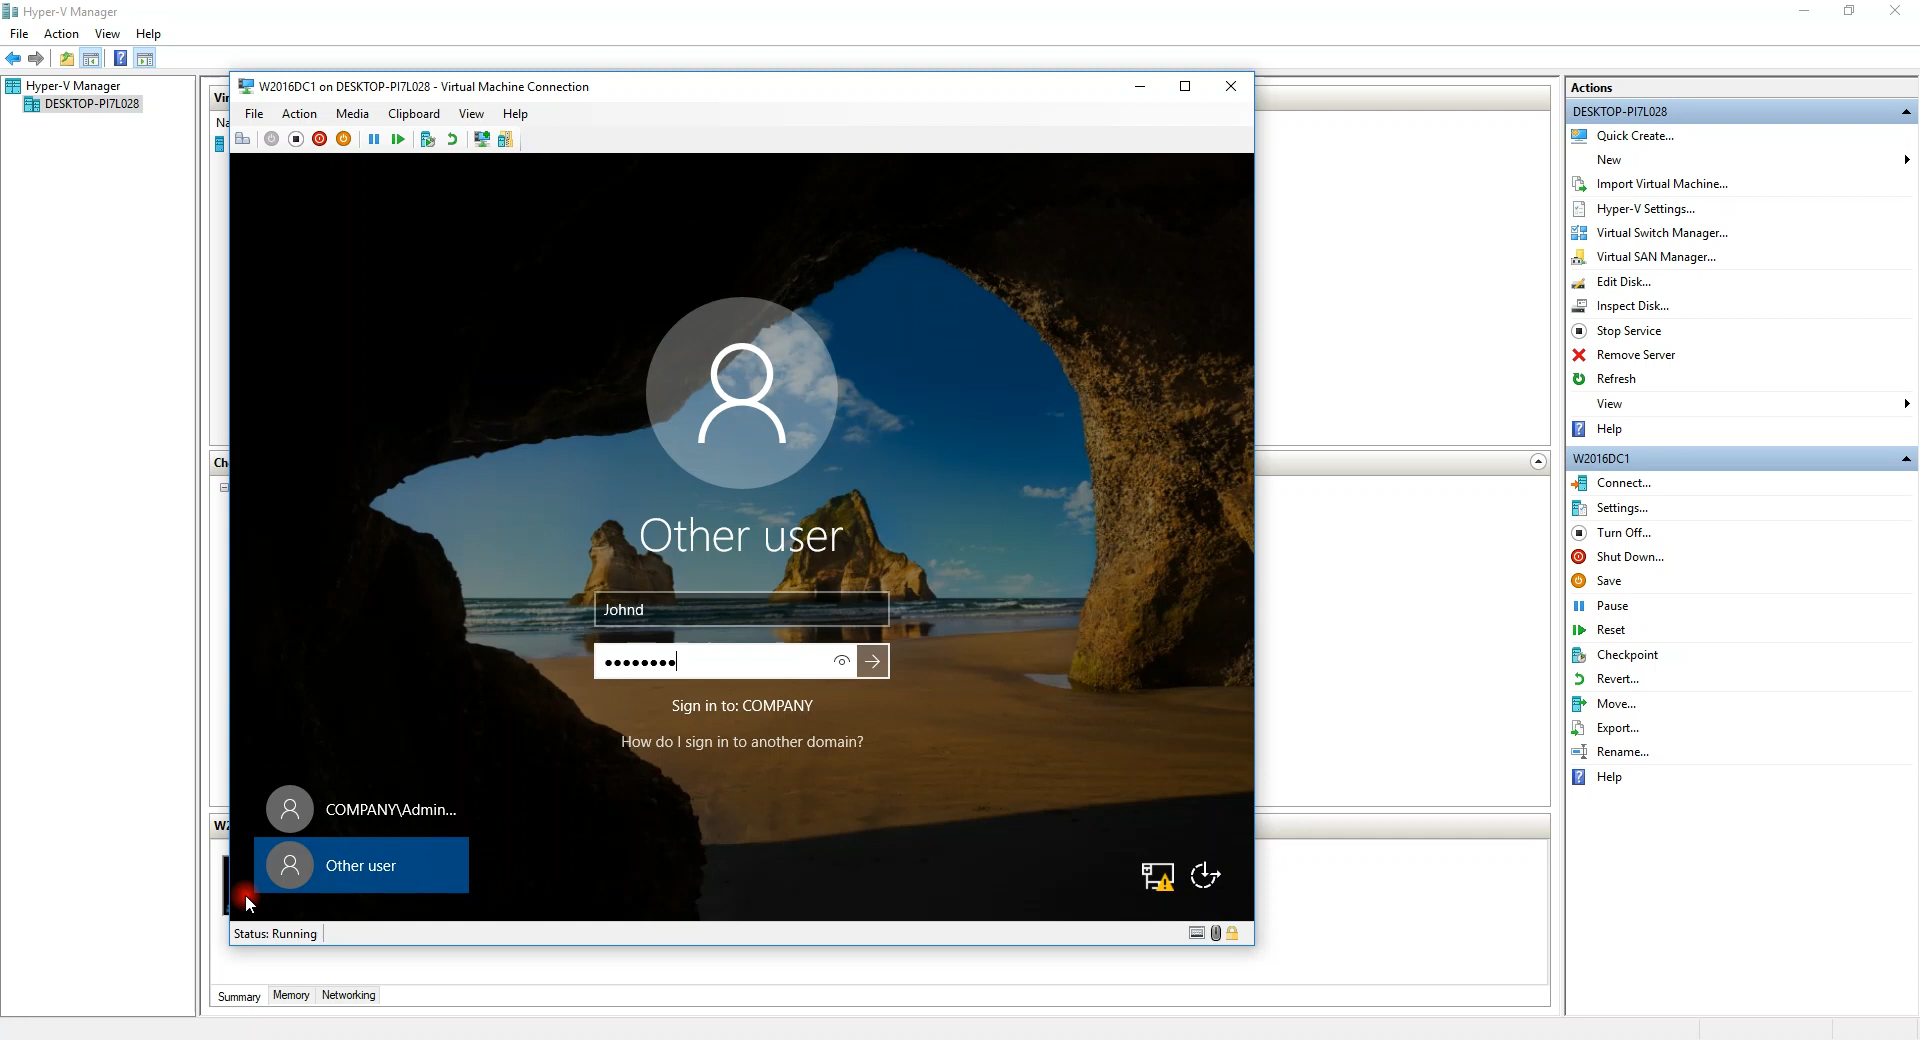 Hyper-V Manager
File Action View Help
Hyper-V Manager
DESKTOP-PI7L028
W2016DC1 on DESKTOP-PI7L028 - Virtual Machine Connection
File Action Media Clipboard View Help
Other user
Johnd
Sign in to: COMPANY
How do I sign in to another domain?
COMPANY\Admin...
Other user
Status: Running
Summary Memory Networking
Actions
DESKTOP-PI7L028
Quick Create...
New
Import Virtual Machine...
Hyper-V Settings...
Virtual Switch Manager...
Virtual SAN Manager...
Edit Disk...
Inspect Disk...
Stop Service
Remove Server
Refresh
View
Help
W2016DC1
Connect...
Settings...
Turn Off...
Shut Down...
Save
Pause
Reset
Checkpoint
Revert...
Move...
Export...
Rename...
Help